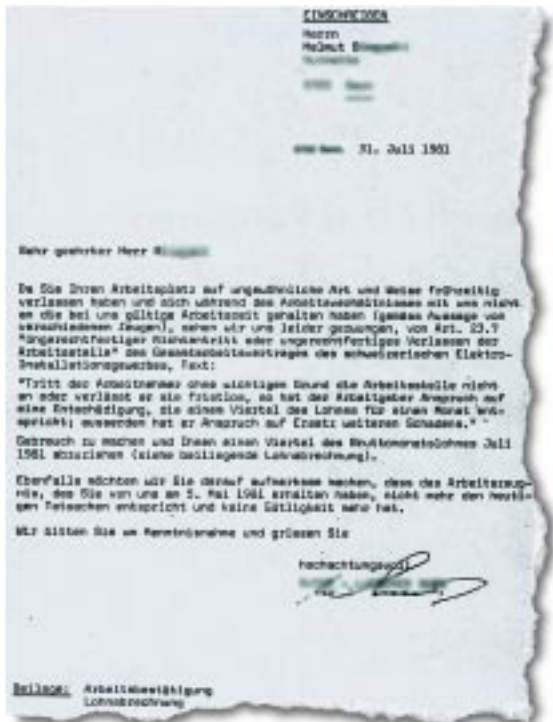 EINSCHREIBEN
Herrn
Helmut
31. Juli 1981
Sehr geehrter Herr
Da Sie Ihren Arbeitsplatz auf ungewöhnliche Art und Weise frühzeitig
verlassen haben und sich während des Arbeitsverhältnisses mit uns nicht
an die bei uns gültige Arbeitszeit gehalten haben (gemäss Aussage von
verschiedenen Zeugen), sehen wir uns leider gezwungen, von Art. 23.7
"Ungerechtfertigter Nichtantritt oder ungerechtfertigtes Verlassen der
Arbeitsstelle" des Gesamtarbeitsvertrages des schweizerischen Elektro-
Installationsgewerbes, Text:
"Tritt der Arbeitnehmer ohne wichtigen Grund die Arbeitsstelle nicht
an oder verlässt er sie fristlos, so hat der Arbeitgeber Anspruch auf
eine Entschädigung, die einem Viertel des Lohnes für einen Monat ent-
spricht; ausserdem hat er Anspruch auf Ersatz weiteren Schadens."
Gebrauch zu machen und Ihnen einen Viertel des Bruttomonatslohnes Juli
1981 abzuziehen (siehe beiliegende Lohnabrechnung).
Ebenfalls möchten wir Sie darauf aufmerksam machen, dass das Arbeitszeug-
nis, das Sie von uns am 5. Mai 1981 erhalten haben, nicht mehr den heuti-
gen Tatsachen entspricht und keine Gültigkeit mehr hat.
Wir bitten Sie um Kenntnisnahme und grüssen Sie
hochachtungsvoll
Beilage: Arbeitsbestätigung
Lohnabrechnung